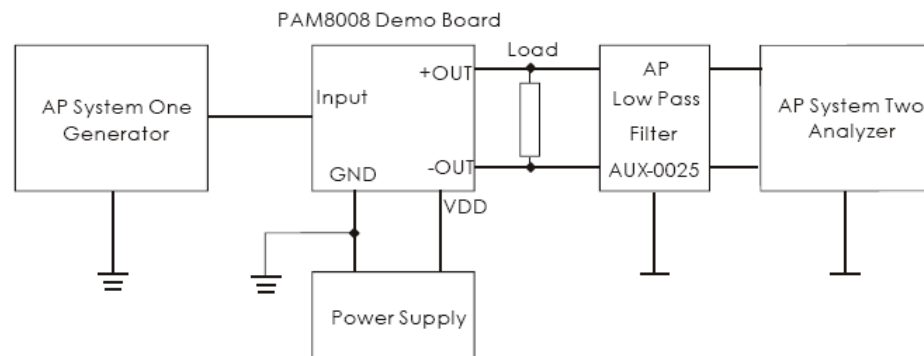 PAM8008 Demo Board
AP System One
Generator
Input
+OUT
-OUT
GND
VDD
Load
AP
Low Pass
Filter
AUX-0025
AP System Two
Analyzer
Power Supply